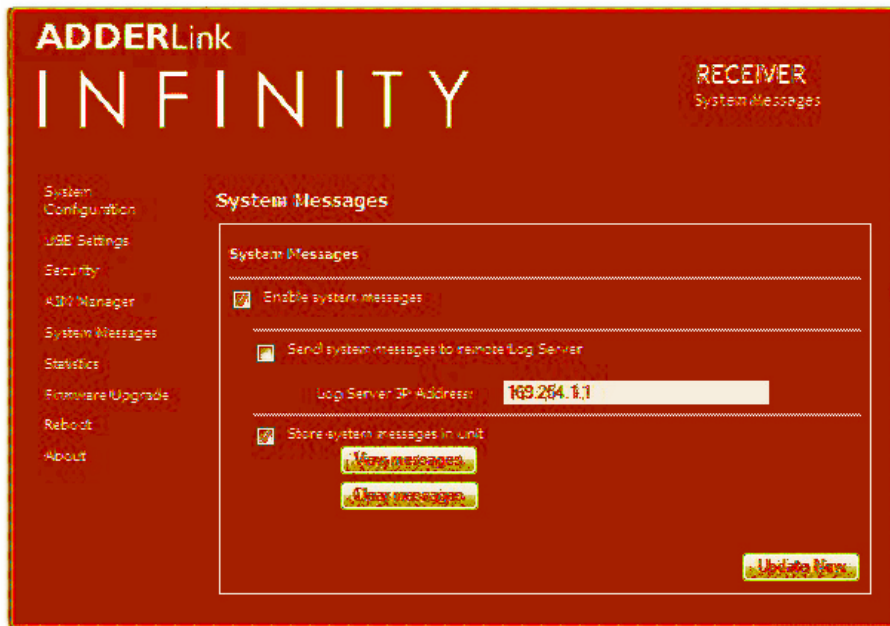 ADDERLink
INFINITY
RECEIVER
System Messages
System
Configuration
USB Settings
Security
AIM Manager
System Messages
Statistics
Firmware Upgrade
Reboot
About
System Messages
System Messages
Enable system messages
Send system messages to remote Log Server
Log Server IP Address:
169.254.1.1
Store system messages in unit
View messages
Clear messages
Update Now